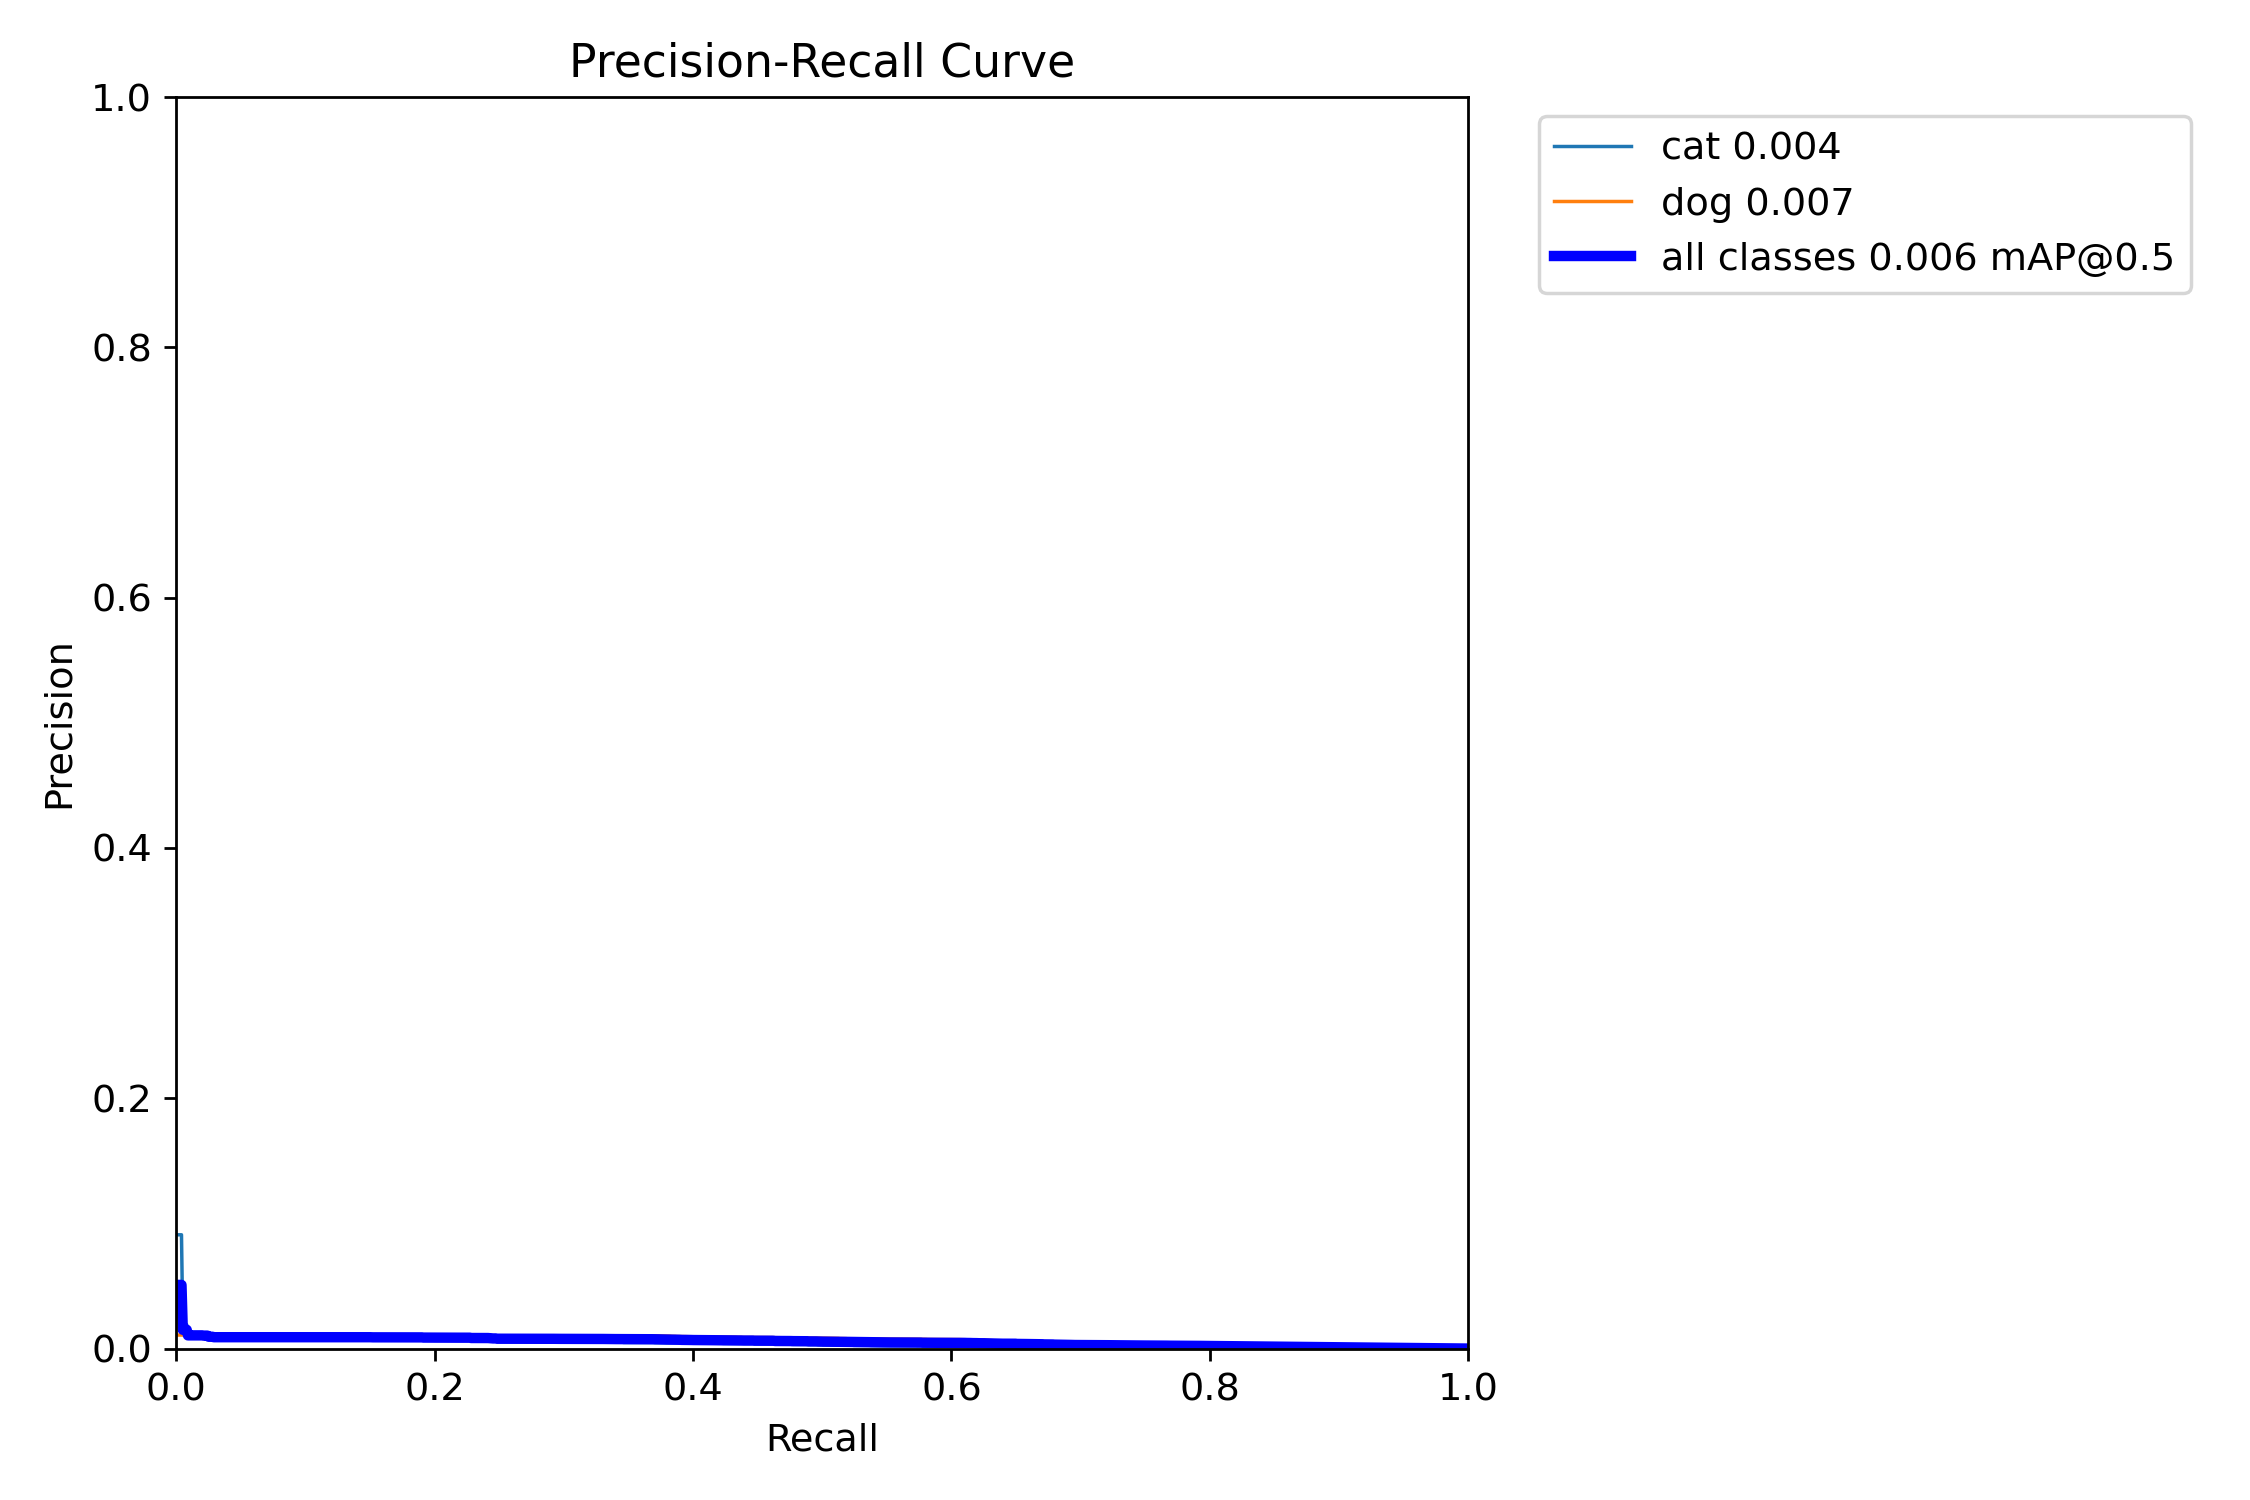 Precision-Recall Curve
1.0
0.8
0.6
0.4
0.2
0.0
Precision
0.0 0.2 0.4 0.6 0.8 1.0
Recall
cat 0.004
dog 0.007
all classes 0.006 mAP@0.5